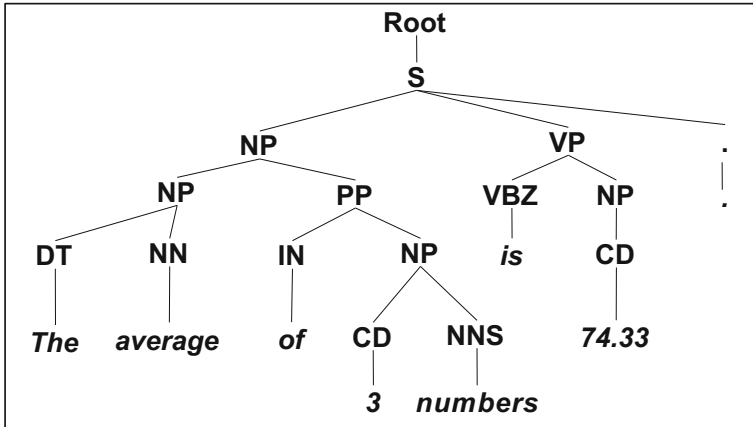 Root
S
NP VP .
NP PP VBZ NP .
DT NN IN NP is CD
The average of CD NNS 74.33
3 numbers